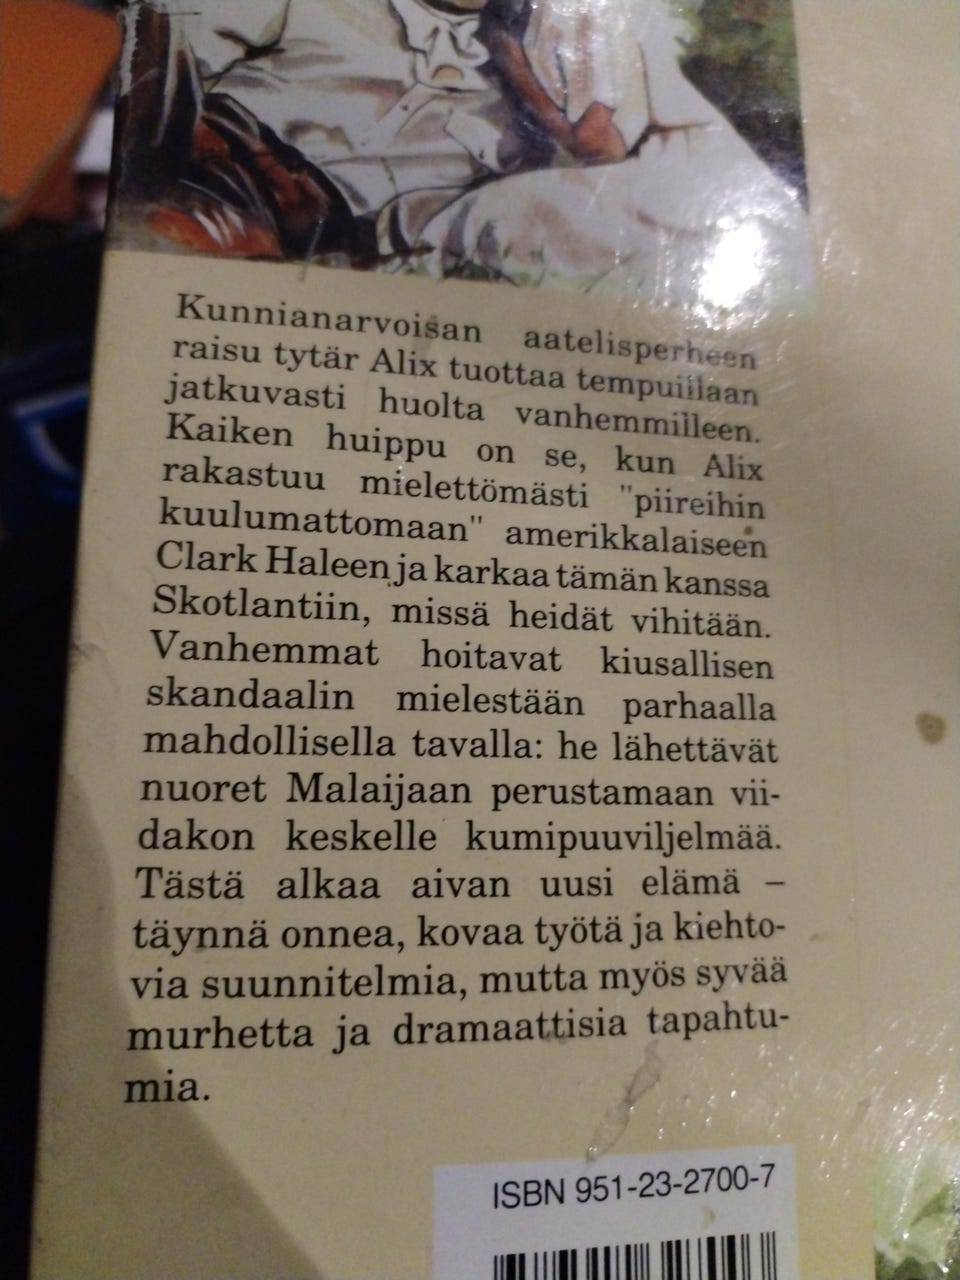 Kunnianarvoisan aatelisperheen
raisu tytär Alix tuottaa tempuillaan
jatkuvasti huolta vanhemmilleen.
Kaiken huippu on se, kun Alix
rakastuu mielettömästi "piireihin
kuulumattomaan" amerikkalaiseen
Clark Haleen ja karkaa tämän kanssa
Skotlantiin, missä heidät vihitään.
Vanhemmat hoitavat kiusallisen
skandaalin mielestään parhaalla
mahdollisella tavalla: he lähettävät
nuoret Malaijaan perustamaan vii-
dakon keskelle kumipuuviljelmää.
Tästä alkaa aivan uusi elämä –
täynnä onnea, kovaa työtä ja kiehto-
via suunnitelmia, mutta myös syvää
murhetta ja dramaattisia tapahtu-
mia.
ISBN 951-23-2700-7